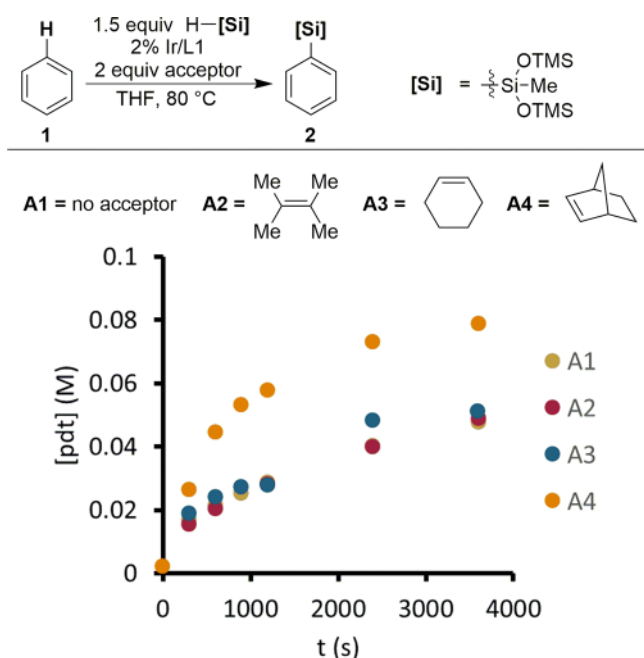 H
1
1.5 equiv H–[Si]
2% Ir/L1
2 equiv acceptor
THF, 80 °C
[Si]
2
[Si] = Si
OTMS
Me
OTMS
A1 = no acceptor A2 = Me Me Me Me A3 = A4 =
[pdt] (M)
0.1
0.08
0.06
0.04
0.02
0
0 1000 2000 3000 4000
t (s)
A1
A2
A3
A4